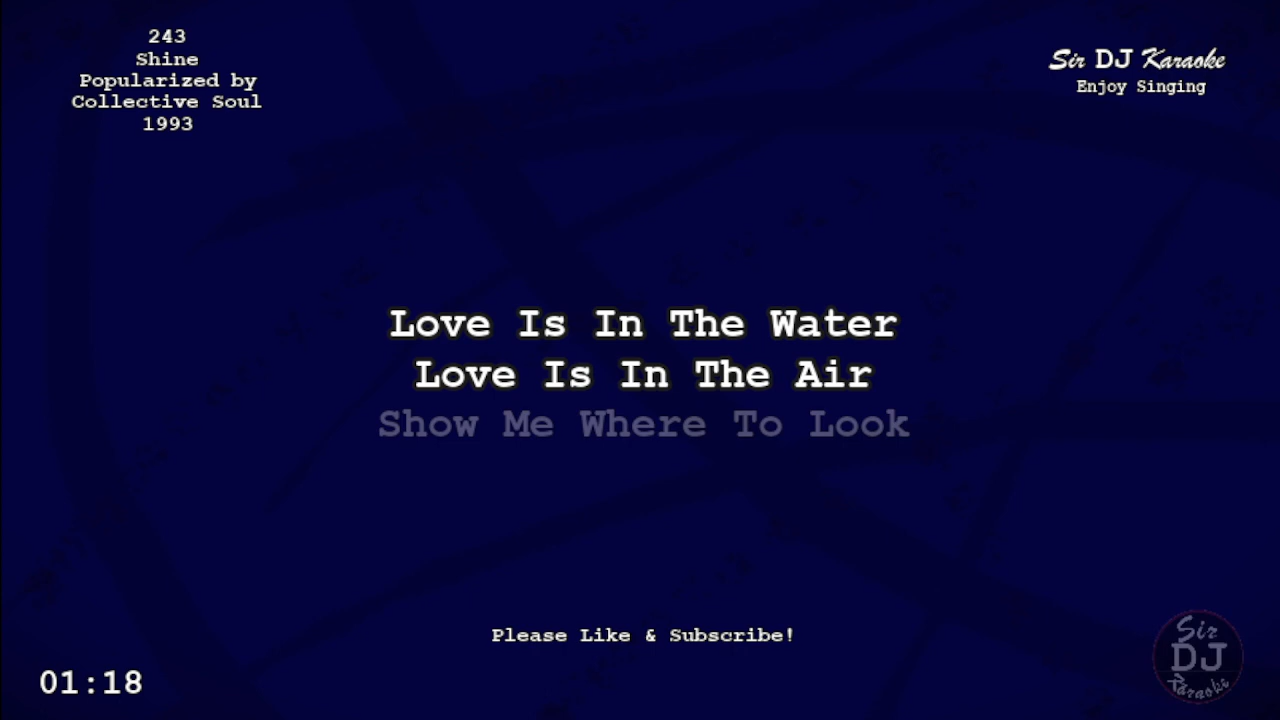 243
Shine
Popularized by
Collective Soul
1993
Sir DJ Karaoke
Enjoy Singing
Love Is In The Water
Love Is In The Air
Show Me Where To Look
Please Like & Subscribe!
01:18
Sir
DJ
Karaoke